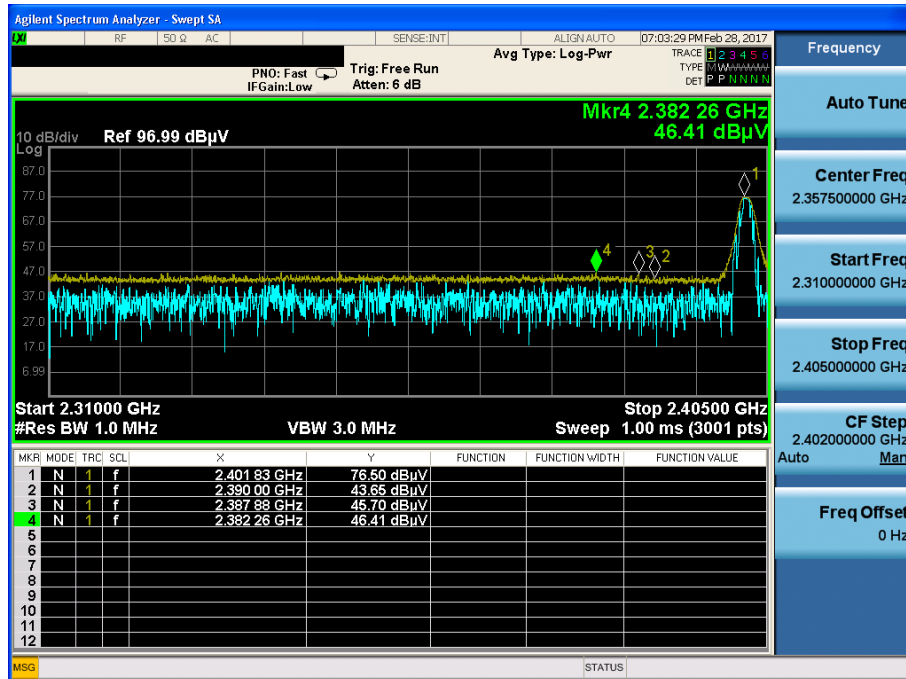 Agilent Spectrum Analyzer - Swept SA
LXI RF 50 Ω AC SENSE:INT ALIGN AUTO 07:03:29 PM Feb 28, 2017
Frequency
Avg Type: Log-Pwr
TRACE 1 2 3 4 5 6
PNO: Fast
Trig: Free Run
TYPE M W W W W W
IFGain:Low
Atten: 6 dB
DET P P N N N N
Auto Tune
Mkr4 2.382 26 GHz
46.41 dBµV
10 dB/div Ref 96.99 dBµV
Log
87.0
77.0
67.0
57.0
47.0
37.0
27.0
17.0
6.99
1
4
3
2
Center Freq
2.357500000 GHz
Start Freq
2.310000000 GHz
Stop Freq
2.405000000 GHz
Start 2.31000 GHz Stop 2.40500 GHz
#Res BW 1.0 MHz VBW 3.0 MHz Sweep 1.00 ms (3001 pts)
CF Step
2.402000000 GHz
Auto Man
Freq Offset
0 Hz
MKR MODE TRC SCL X Y FUNCTION FUNCTION WIDTH FUNCTION VALUE
1 N 1 f 2.401 83 GHz 76.50 dBµV
2 N 1 f 2.390 00 GHz 43.65 dBµV
3 N 1 f 2.387 88 GHz 45.70 dBµV
4 N 1 f 2.382 26 GHz 46.41 dBµV
5
6
7
8
9
10
11
12
MSG STATUS